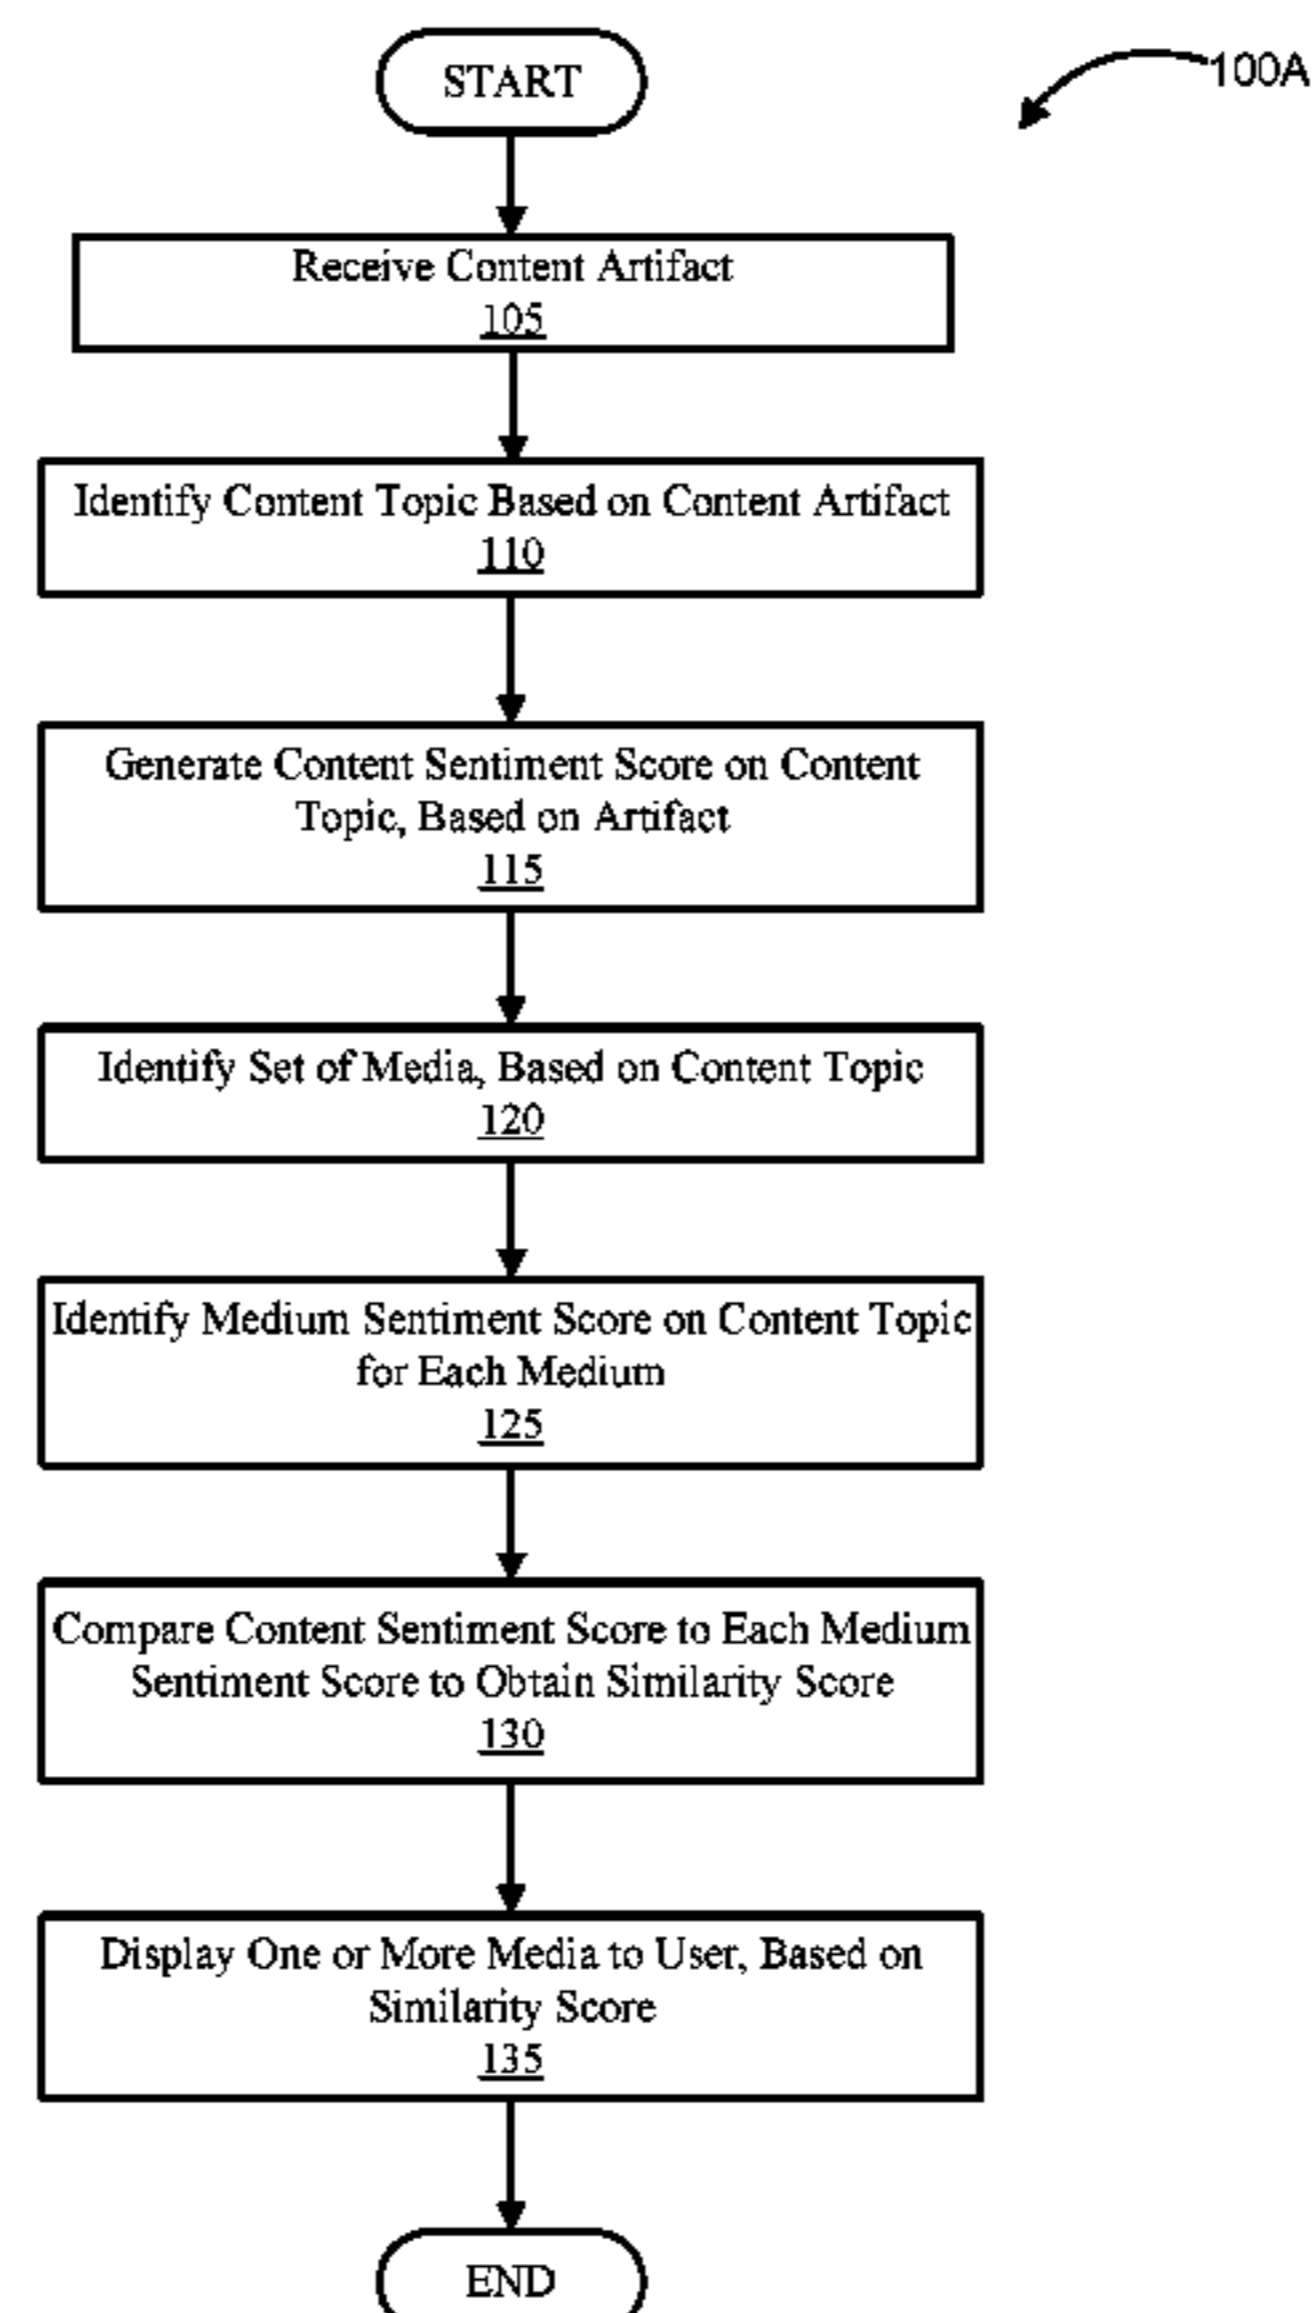 START
100A
Receive Content Artifact
105
Identify Content Topic Based on Content Artifact
110
Generate Content Sentiment Score on Content
Topic, Based on Artifact
115
Identify Set of Media, Based on Content Topic
120
Identify Medium Sentiment Score on Content Topic
for Each Medium
125
Compare Content Sentiment Score to Each Medium
Sentiment Score to Obtain Similarity Score
130
Display One or More Media to User, Based on
Similarity Score
135
END